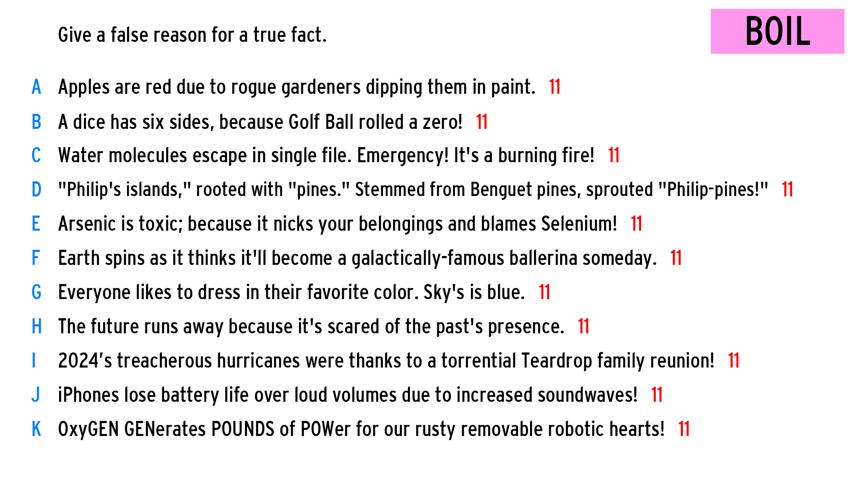 Give a false reason for a true fact.
BOIL
A Apples are red due to rogue gardeners dipping them in paint. 11
B A dice has six sides, because Golf Ball rolled a zero! 11
C Water molecules escape in single file. Emergency! It's a burning fire! 11
D "Philip's islands," rooted with "pines." Stemmed from Benguet pines, sprouted "Philip-pines!" 11
E Arsenic is toxic; because it nicks your belongings and blames Selenium! 11
F Earth spins as it thinks it'll become a galactically-famous ballerina someday. 11
G Everyone likes to dress in their favorite color. Sky's is blue. 11
H The future runs away because it's scared of the past's presence. 11
I 2024’s treacherous hurricanes were thanks to a torrential Teardrop family reunion! 11
J iPhones lose battery life over loud volumes due to increased soundwaves! 11
K OxyGEN GENerates POUNDS of POWer for our rusty removable robotic hearts! 11